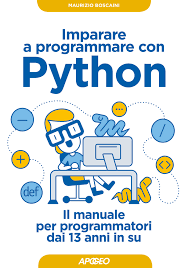 MAURIZIO BOSCAINI
Imparare
a programmare con
Python
def
<>
Il manuale
per programmatori
dai 13 anni in su
APOGEO